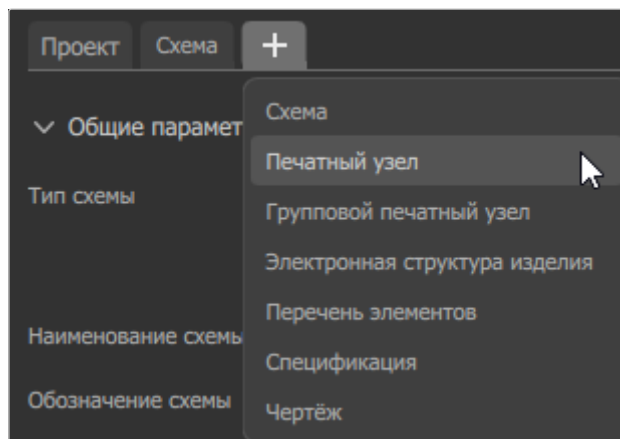 Проект Схема +
Схема
Общие парамет
Печатный узел
Тип схемы
Групповой печатный узел
Электронная структура изделия
Перечень элементов
Наименование схемы
Спецификация
Обозначение схемы
Чертёж